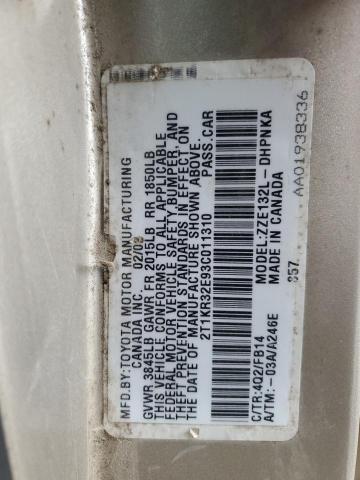 MFD.BY:TOYOTA MOTOR MANUFACTURING
CANADA INC. 02/03
GVWR 3845LB GAWR FR 2015LB RR 1850LB
THIS VEHICLE CONFORMS TO ALL APPLICABLE
FEDERAL MOTOR VEHICLE SAFETY, BUMPER, AND
THEFT PREVENTION STANDARDS IN EFFECT ON
THE DATE OF MANUFACTURE SHOWN ABOVE.
2T1KR32E93C011310 PASS.CAR
C/TR:4Q2/FB14 MODEL:ZZE132L-DHPNKA
A/TM:-03A/A246E MADE IN CANADA
857
AA01938336